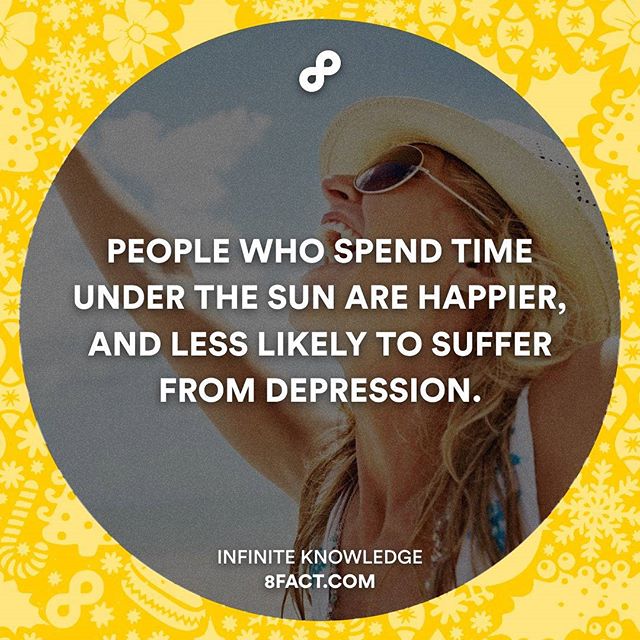 PEOPLE WHO SPEND TIME
UNDER THE SUN ARE HAPPIER,
AND LESS LIKELY TO SUFFER
FROM DEPRESSION.
INFINITE KNOWLEDGE
8FACT.COM